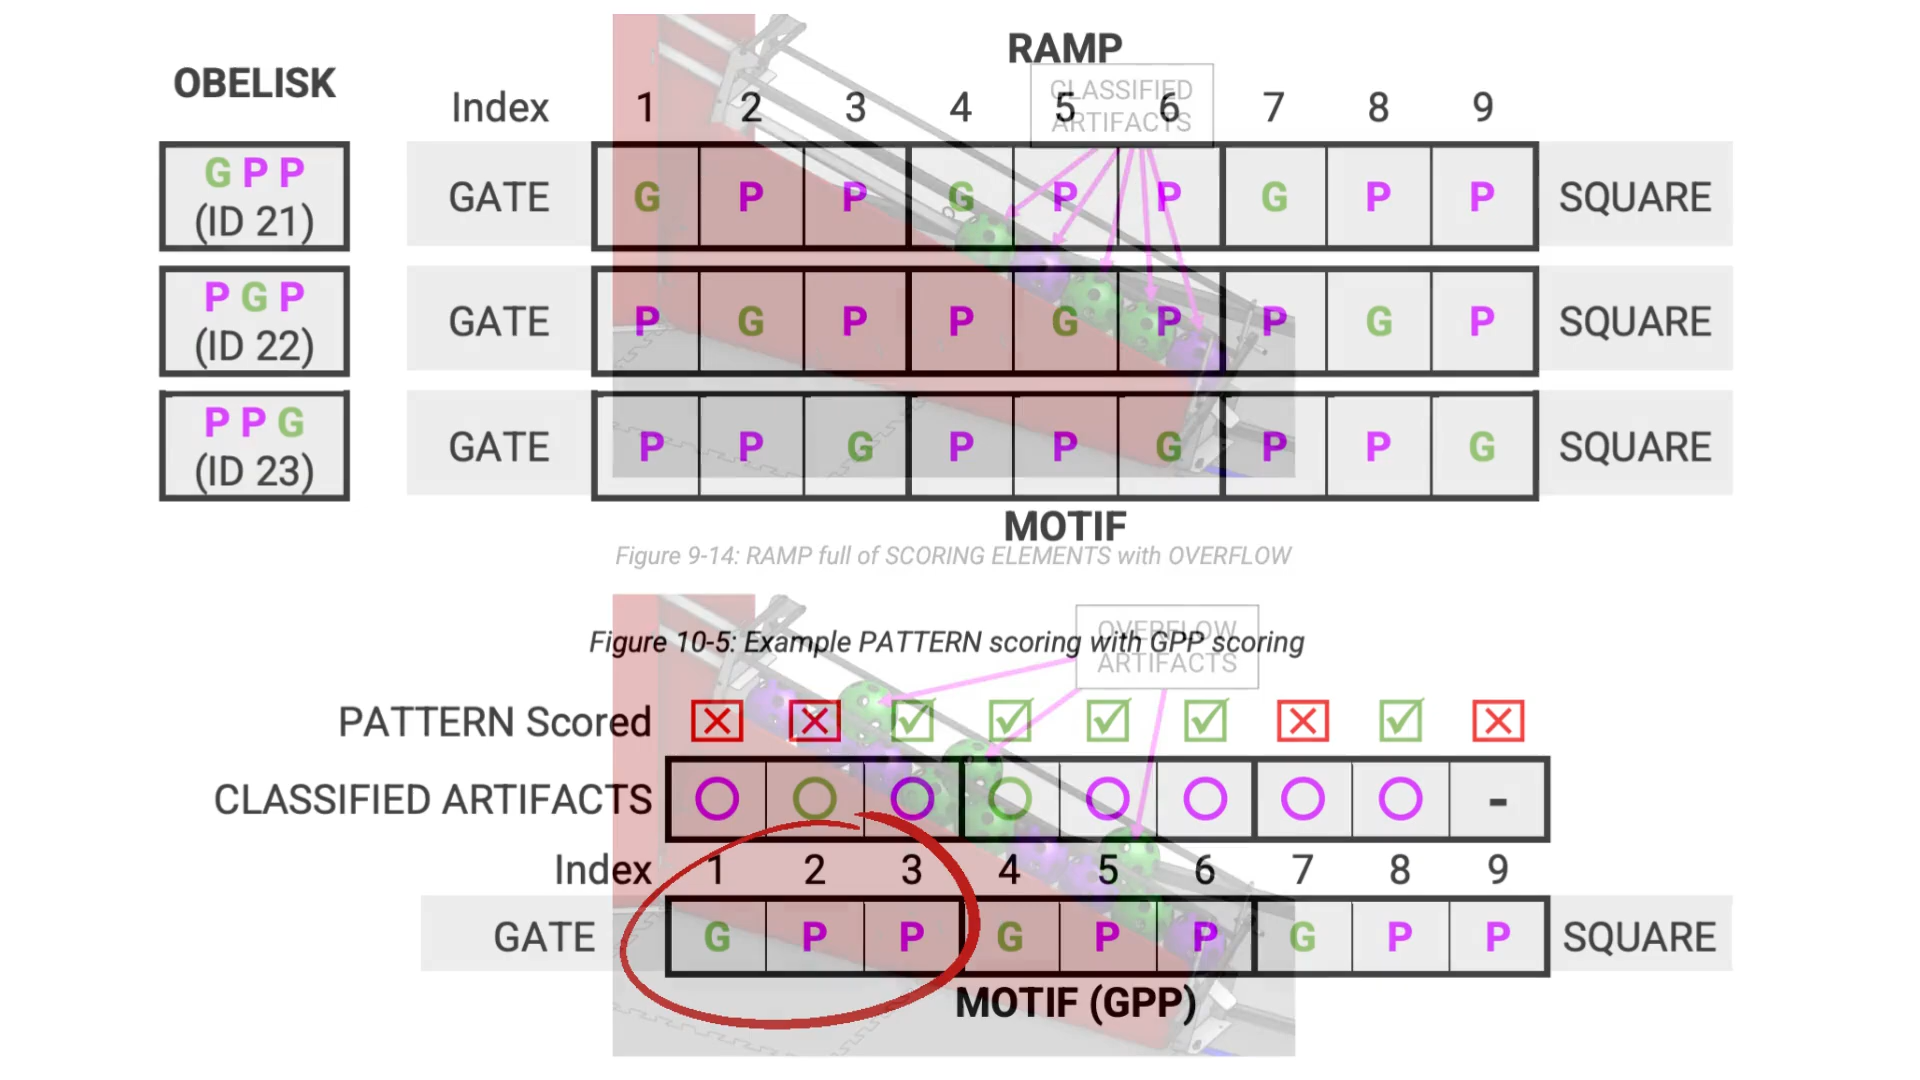 RAMP
OBELISK
Index 1 2 3 4 5 6 7 8 9
CLASSIFIED
ARTIFACTS
G P P
(ID 21)
GATE G P P G P P G P P SQUARE
P G P
(ID 22)
GATE P G P P G P P G P SQUARE
P P G
(ID 23)
GATE P P G P P G P P G SQUARE
MOTIF
Figure 9-14: RAMP full of SCORING ELEMENTS with OVERFLOW
OVERFLOW
ARTIFACTS
Figure 10-5: Example PATTERN scoring with GPP scoring
PATTERN Scored
CLASSIFIED ARTIFACTS -
Index 1 2 3 4 5 6 7 8 9
GATE G P P G P P G P P SQUARE
MOTIF (GPP)